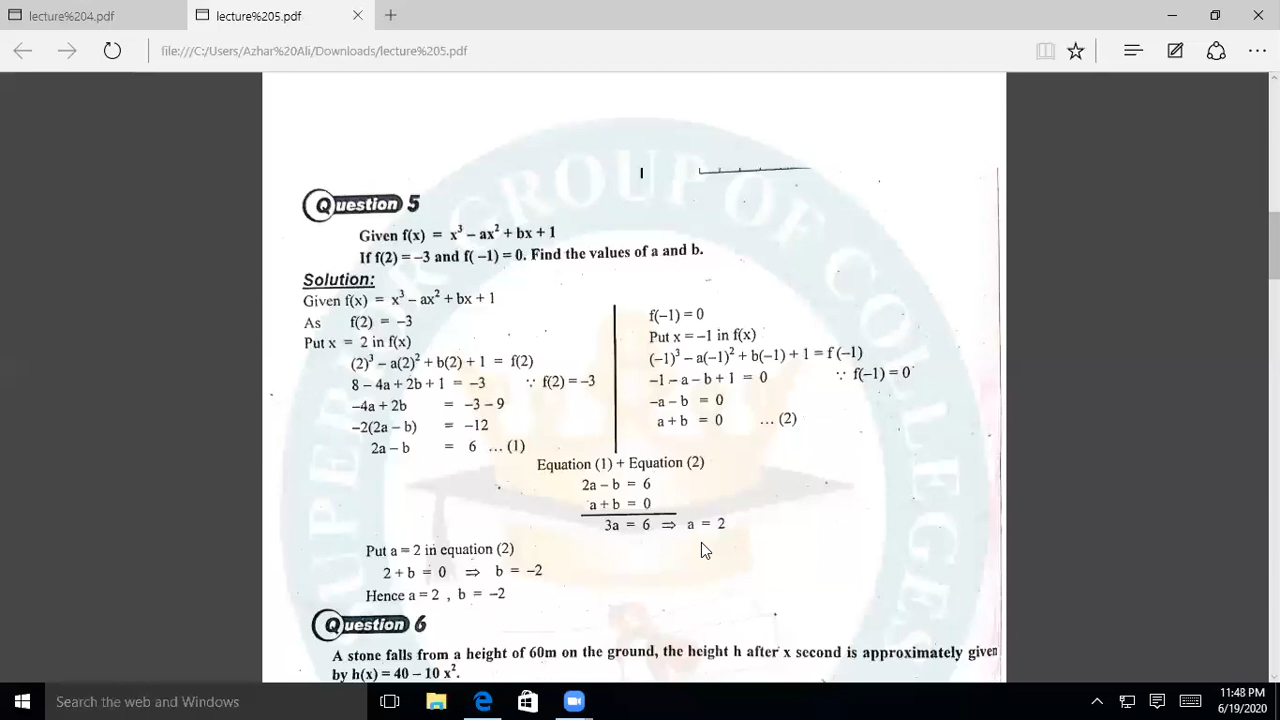 lecture%204.pdf
lecture%205.pdf
file:///C:/Users/Azhar%20Ali/Downloads/lecture%205.pdf
SUPERIOR GROUP OF COLLEGES
Question 5
Given f(x) = x³ – ax² + bx + 1
If f(2) = –3 and f( –1) = 0. Find the values of a and b.
Solution:
Given f(x) = x³ – ax² + bx + 1
As f(2) = –3
Put x = 2 in f(x)
(2)³ – a(2)² + b(2) + 1 = f(2)
8 – 4a + 2b + 1 = –3 ∵ f(2) = –3
–4a + 2b = –3 – 9
–2(2a – b) = –12
2a – b = 6 … (1)
f(–1) = 0
Put x = –1 in f(x)
(–1)³ – a(–1)² + b(–1) + 1 = f (–1)
–1 – a – b + 1 = 0 ∵ f(–1) = 0
–a – b = 0
a + b = 0 … (2)
Equation (1) + Equation (2)
2a – b = 6
a + b = 0
3a = 6 ⇒ a = 2
Put a = 2 in equation (2)
2 + b = 0 ⇒ b = –2
Hence a = 2 , b = –2
Question 6
A stone falls from a height of 60m on the ground, the height h after x second is approximately given
by h(x) = 40 – 10 x².
Search the web and Windows
11:48 PM
6/19/2020